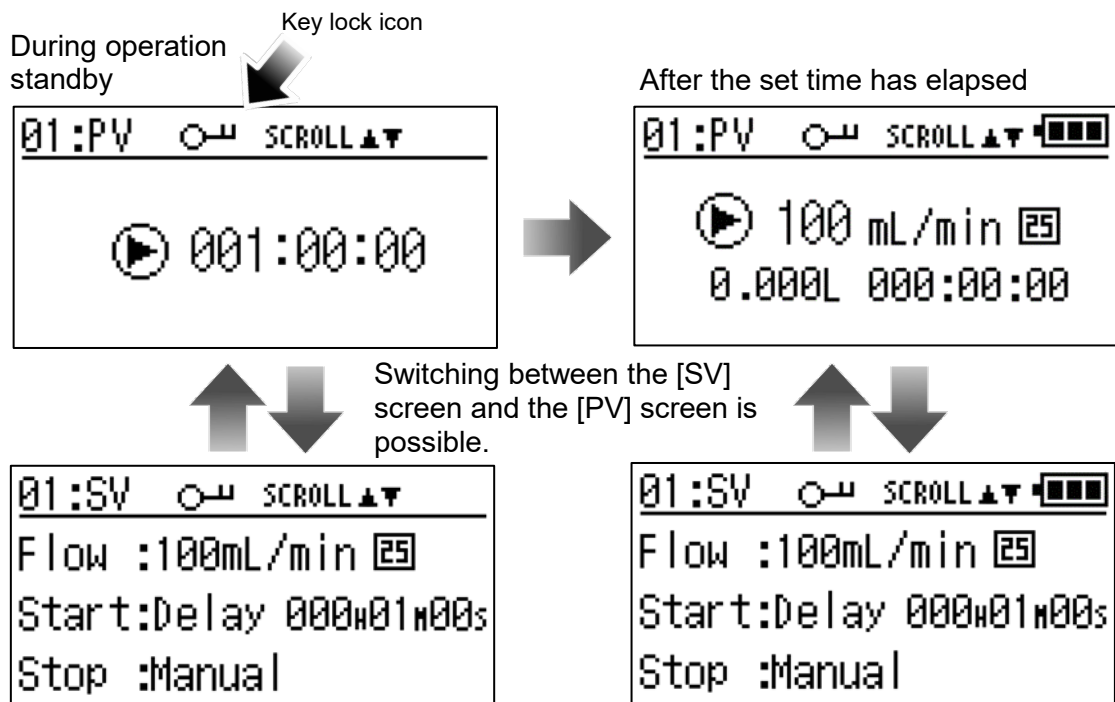 Key lock icon
During operation
standby
After the set time has elapsed
01:PV SCROLL▲▼
001:00:00
01:PV SCROLL▲▼
100 mL/min 25
0.000L 000:00:00
Switching between the [SV]
screen and the [PV] screen is
possible.
01:SV SCROLL▲▼
Flow :100mL/min 25
Start:Delay 000H01M00s
Stop :Manual
01:SV SCROLL▲▼
Flow :100mL/min 25
Start:Delay 000H01M00s
Stop :Manual